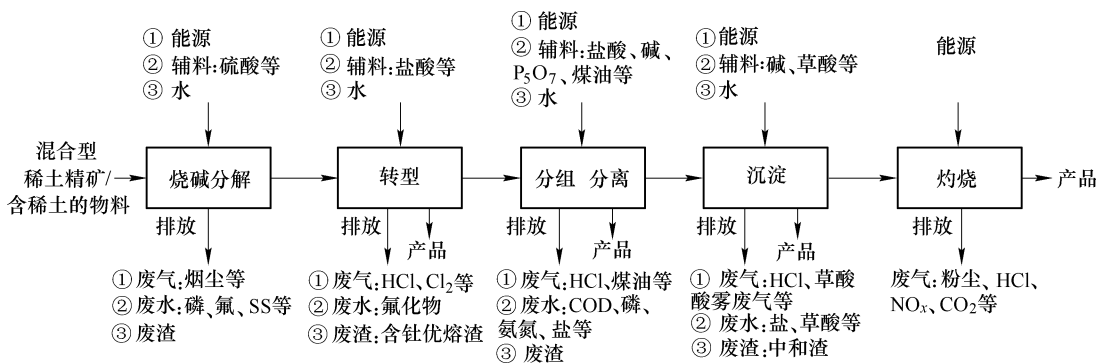 ① 能源
② 辅料:硫酸等
③ 水
① 能源
② 辅料:盐酸等
③ 水
① 能源
② 辅料:盐酸、碱、
P₅O₇、煤油等
③ 水
① 能源
② 辅料:碱、草酸等
③ 水
能源
混合型
稀土精矿/
含稀土的物料
烧碱分解
转型
分组 分离
沉淀
灼烧
产品
排放
排放
产品
排放
产品
排放
产品
排放
① 废气:烟尘等
② 废水:磷、氟、SS等
③ 废渣
① 废气:HCl、Cl₂等
② 废水:氟化物
③ 废渣:含钍优熔渣
① 废气:HCl、煤油等
② 废水:COD、磷、
氨氮、盐等
③ 废渣
① 废气:HCl、草酸
酸雾废气等
② 废水:盐、草酸等
③ 废渣:中和渣
废气:粉尘、HCl、
NOx、CO₂等